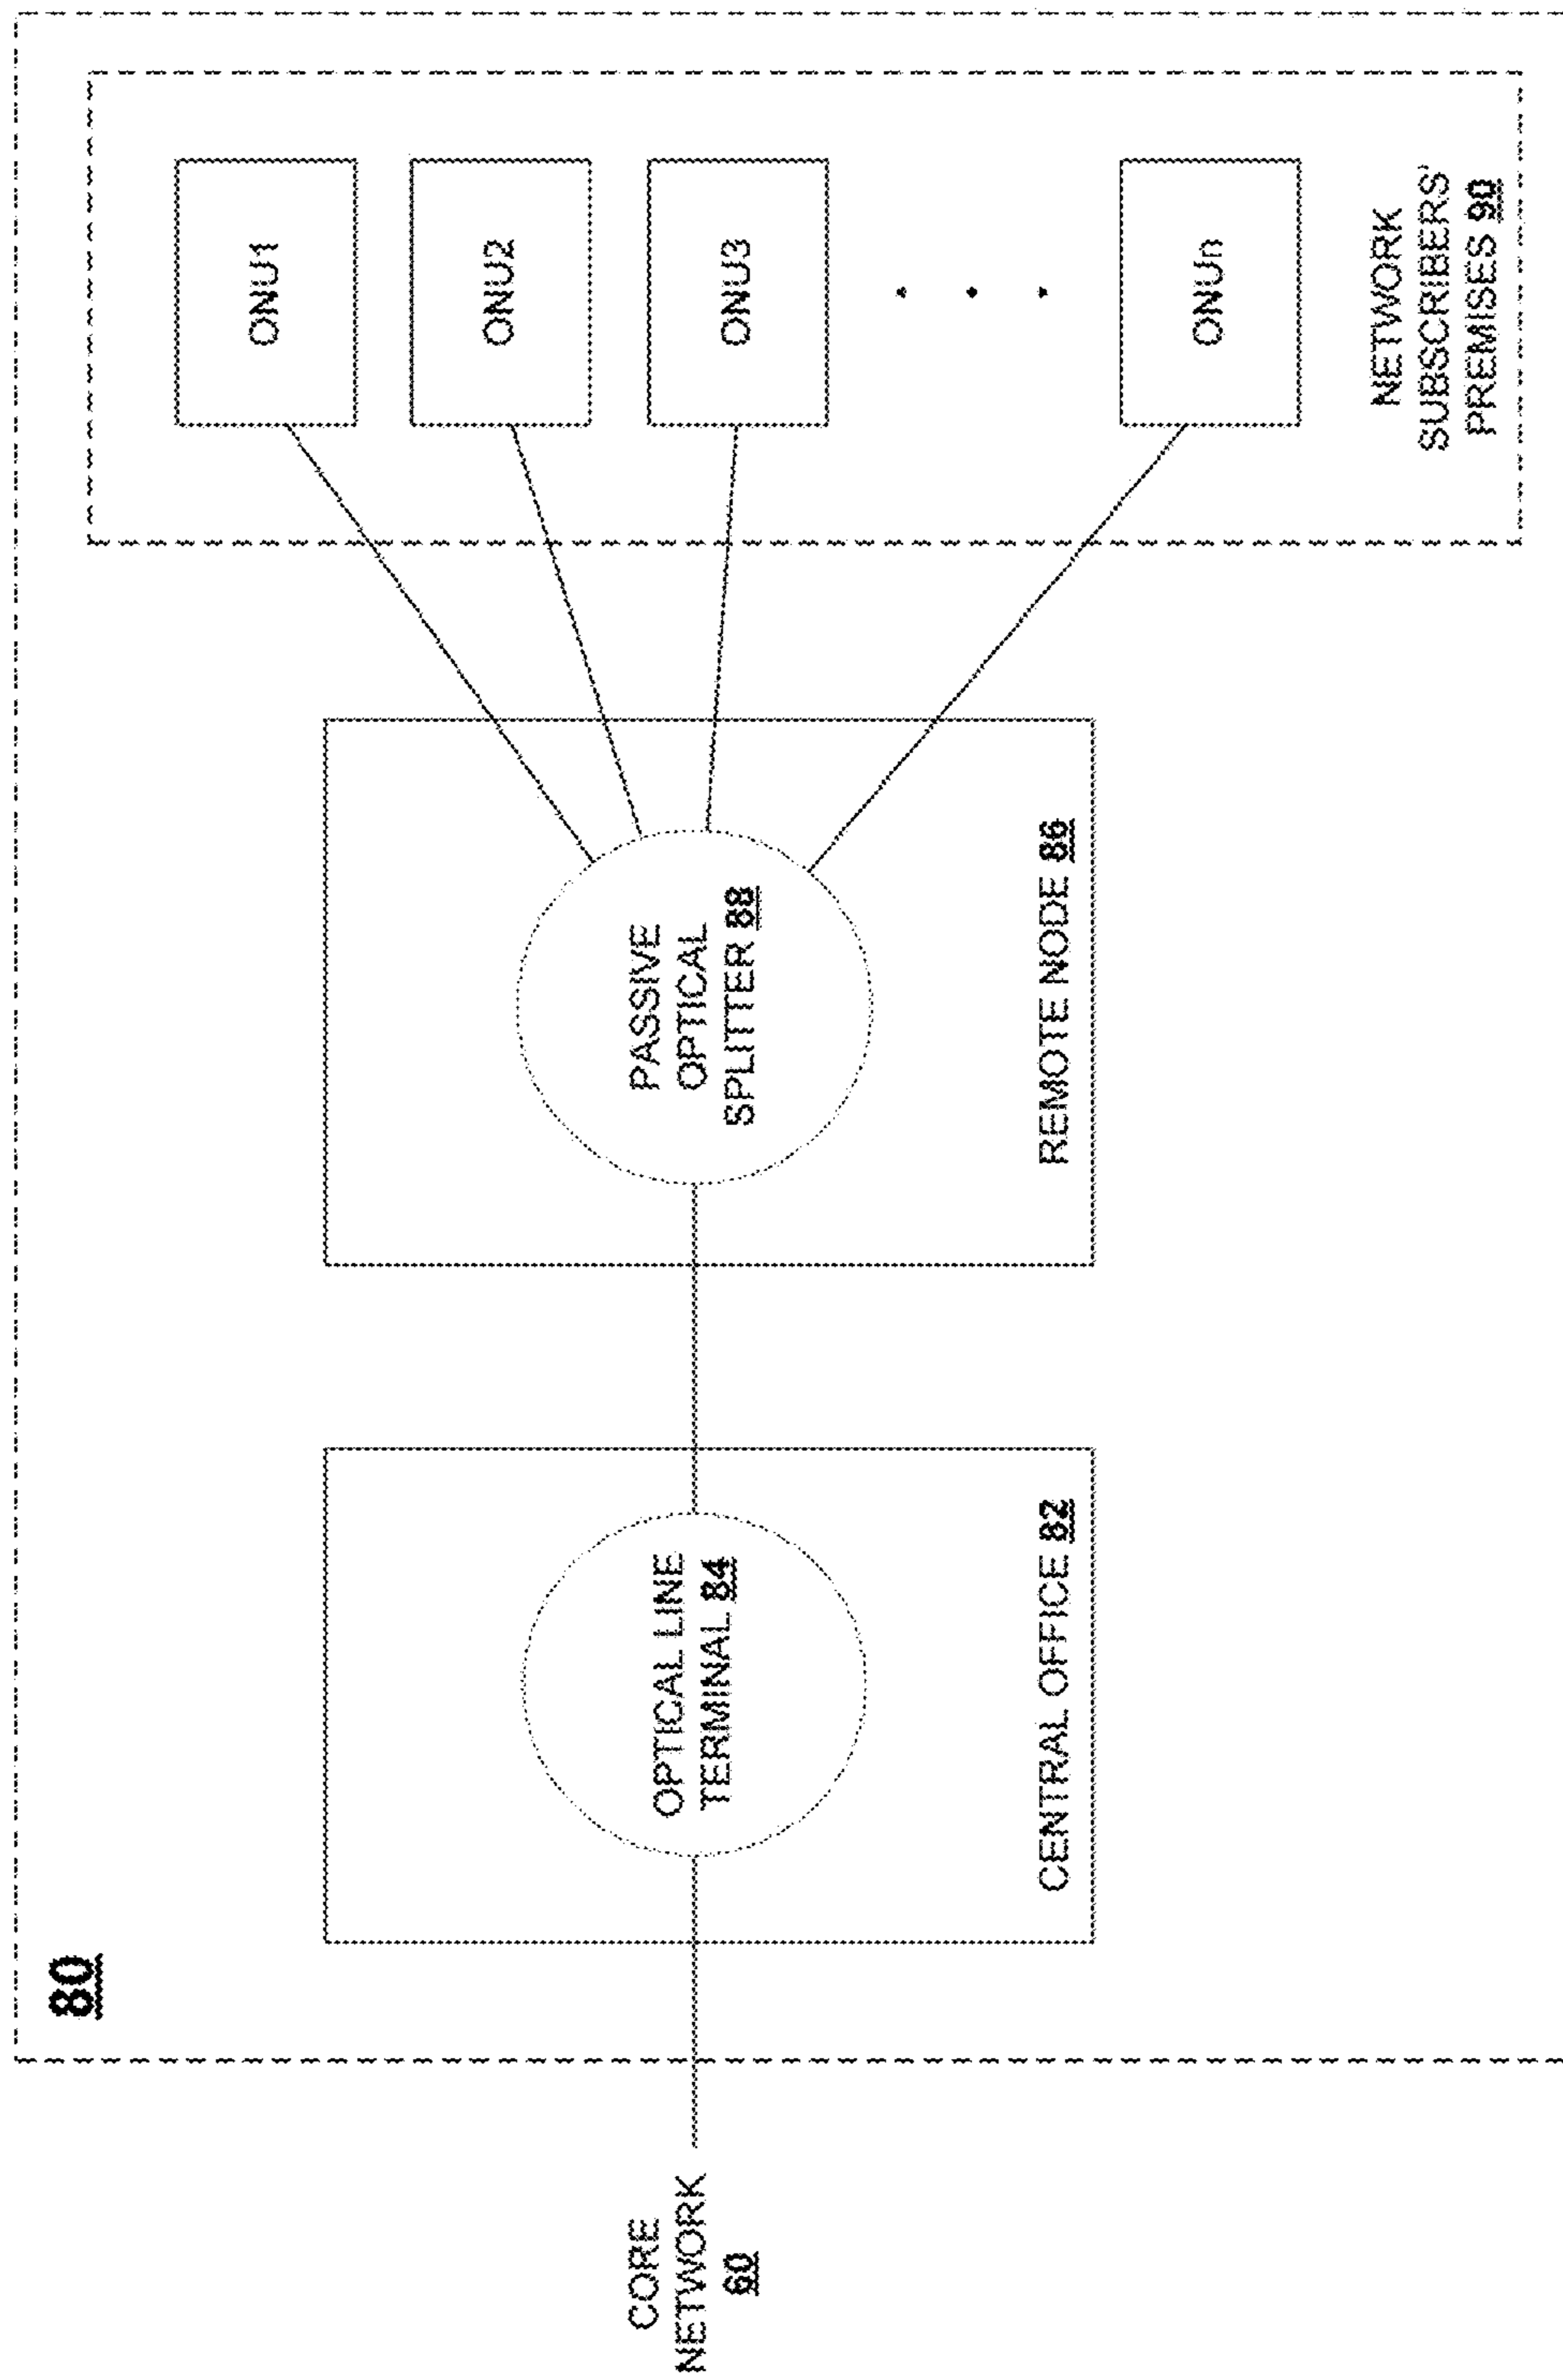 80
CORE
NETWORK
60
OPTICAL LINE
TERMINAL 84
CENTRAL OFFICE 82
PASSIVE
OPTICAL
SPLITTER 88
REMOTE NODE 86
ONU1
ONU2
ONU3
ONUn
NETWORK
SUBSCRIBERS'
PREMISES 90